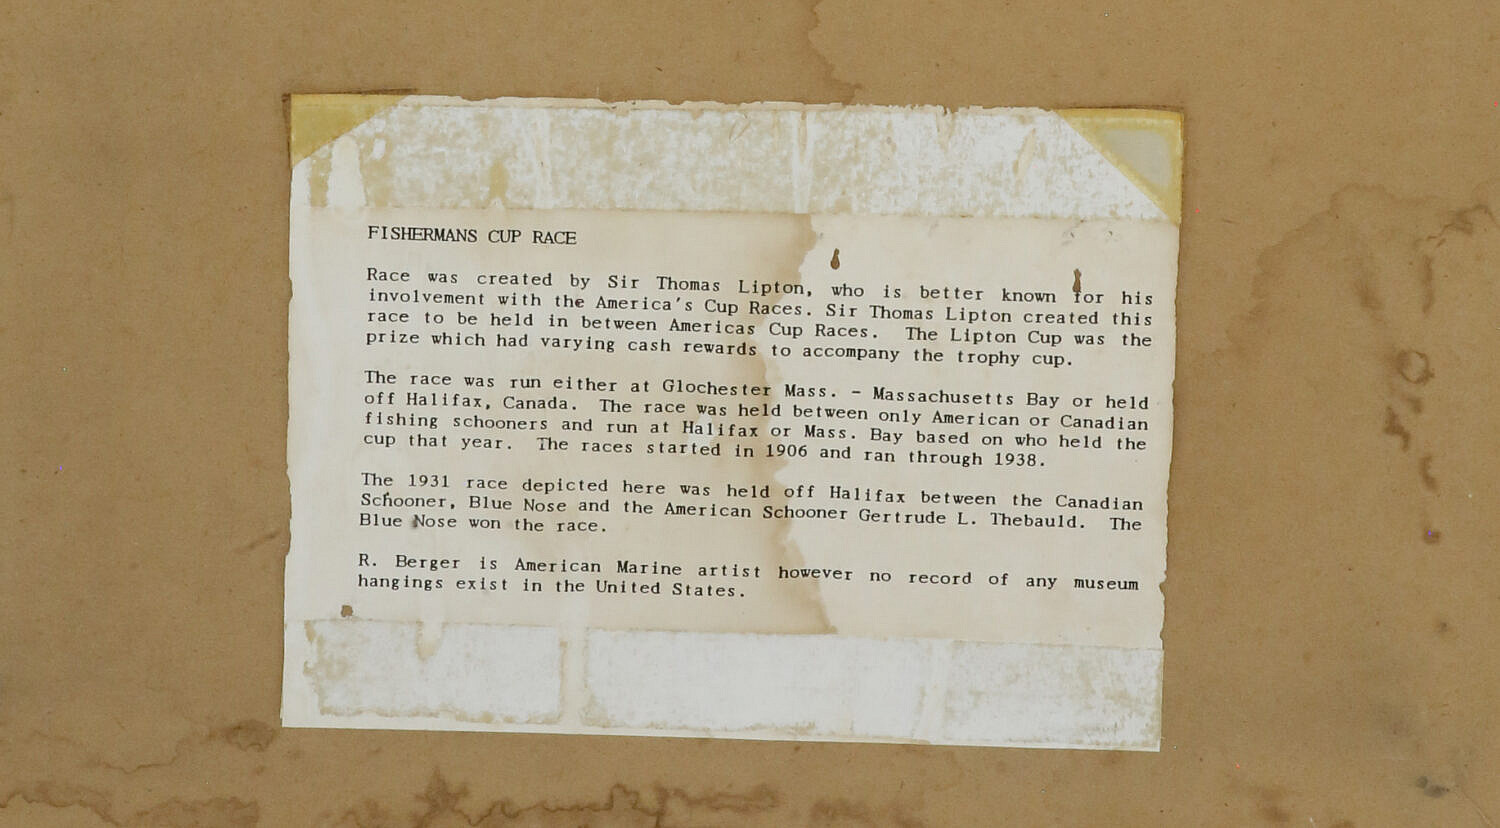 FISHERMANS CUP RACE
Race was created by Sir Thomas Lipton, who is better known for his
involvement with the America's Cup Races. Sir Thomas Lipton created this
race to be held in between Americas Cup Races. The Lipton Cup was the
prize which had varying cash rewards to accompany the trophy cup.
The race was run either at Glochester Mass. - Massachusetts Bay or held
off Halifax, Canada. The race was held between only American or Canadian
fishing schooners and run at Halifax or Mass. Bay based on who held the
cup that year. The races started in 1906 and ran through 1938.
The 1931 race depicted here was held off Halifax between the Canadian
Schooner, Blue Nose and the American Schooner Gertrude L. Thebauld. The
Blue Nose won the race.
R. Berger is American Marine artist however no record of any museum
hangings exist in the United States.